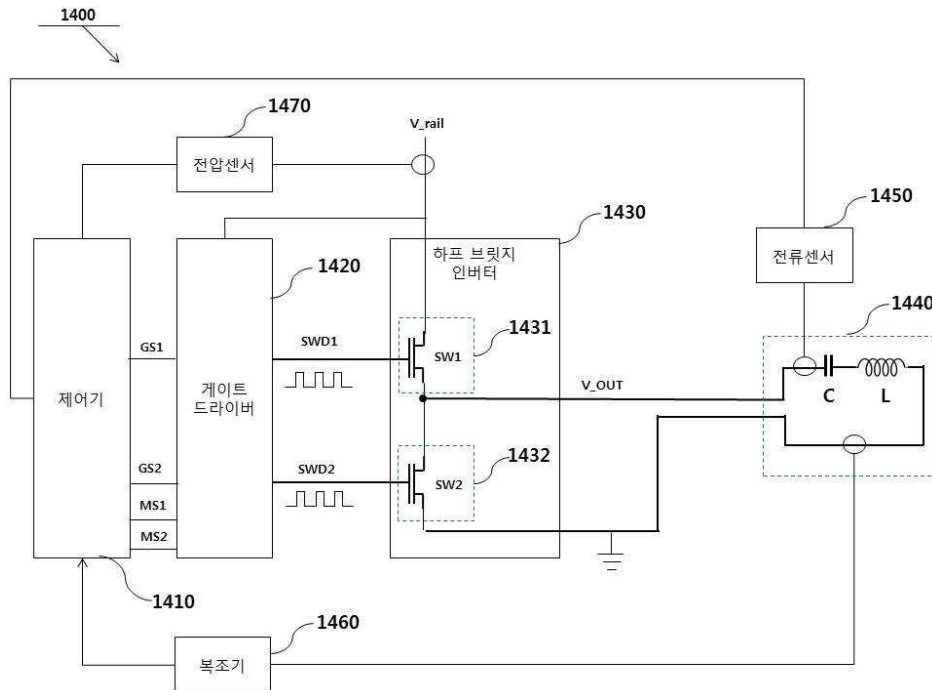 1400
1470
전압센서
V_rail
1430
1450
전류센서
1420
하프 브릿지
인버터
1440
1431
GS1
SWD1
SW1
제어기
게이트
드라이버
V_OUT
C
L
1432
GS2
SWD2
SW2
MS1
MS2
1410
1460
복조기